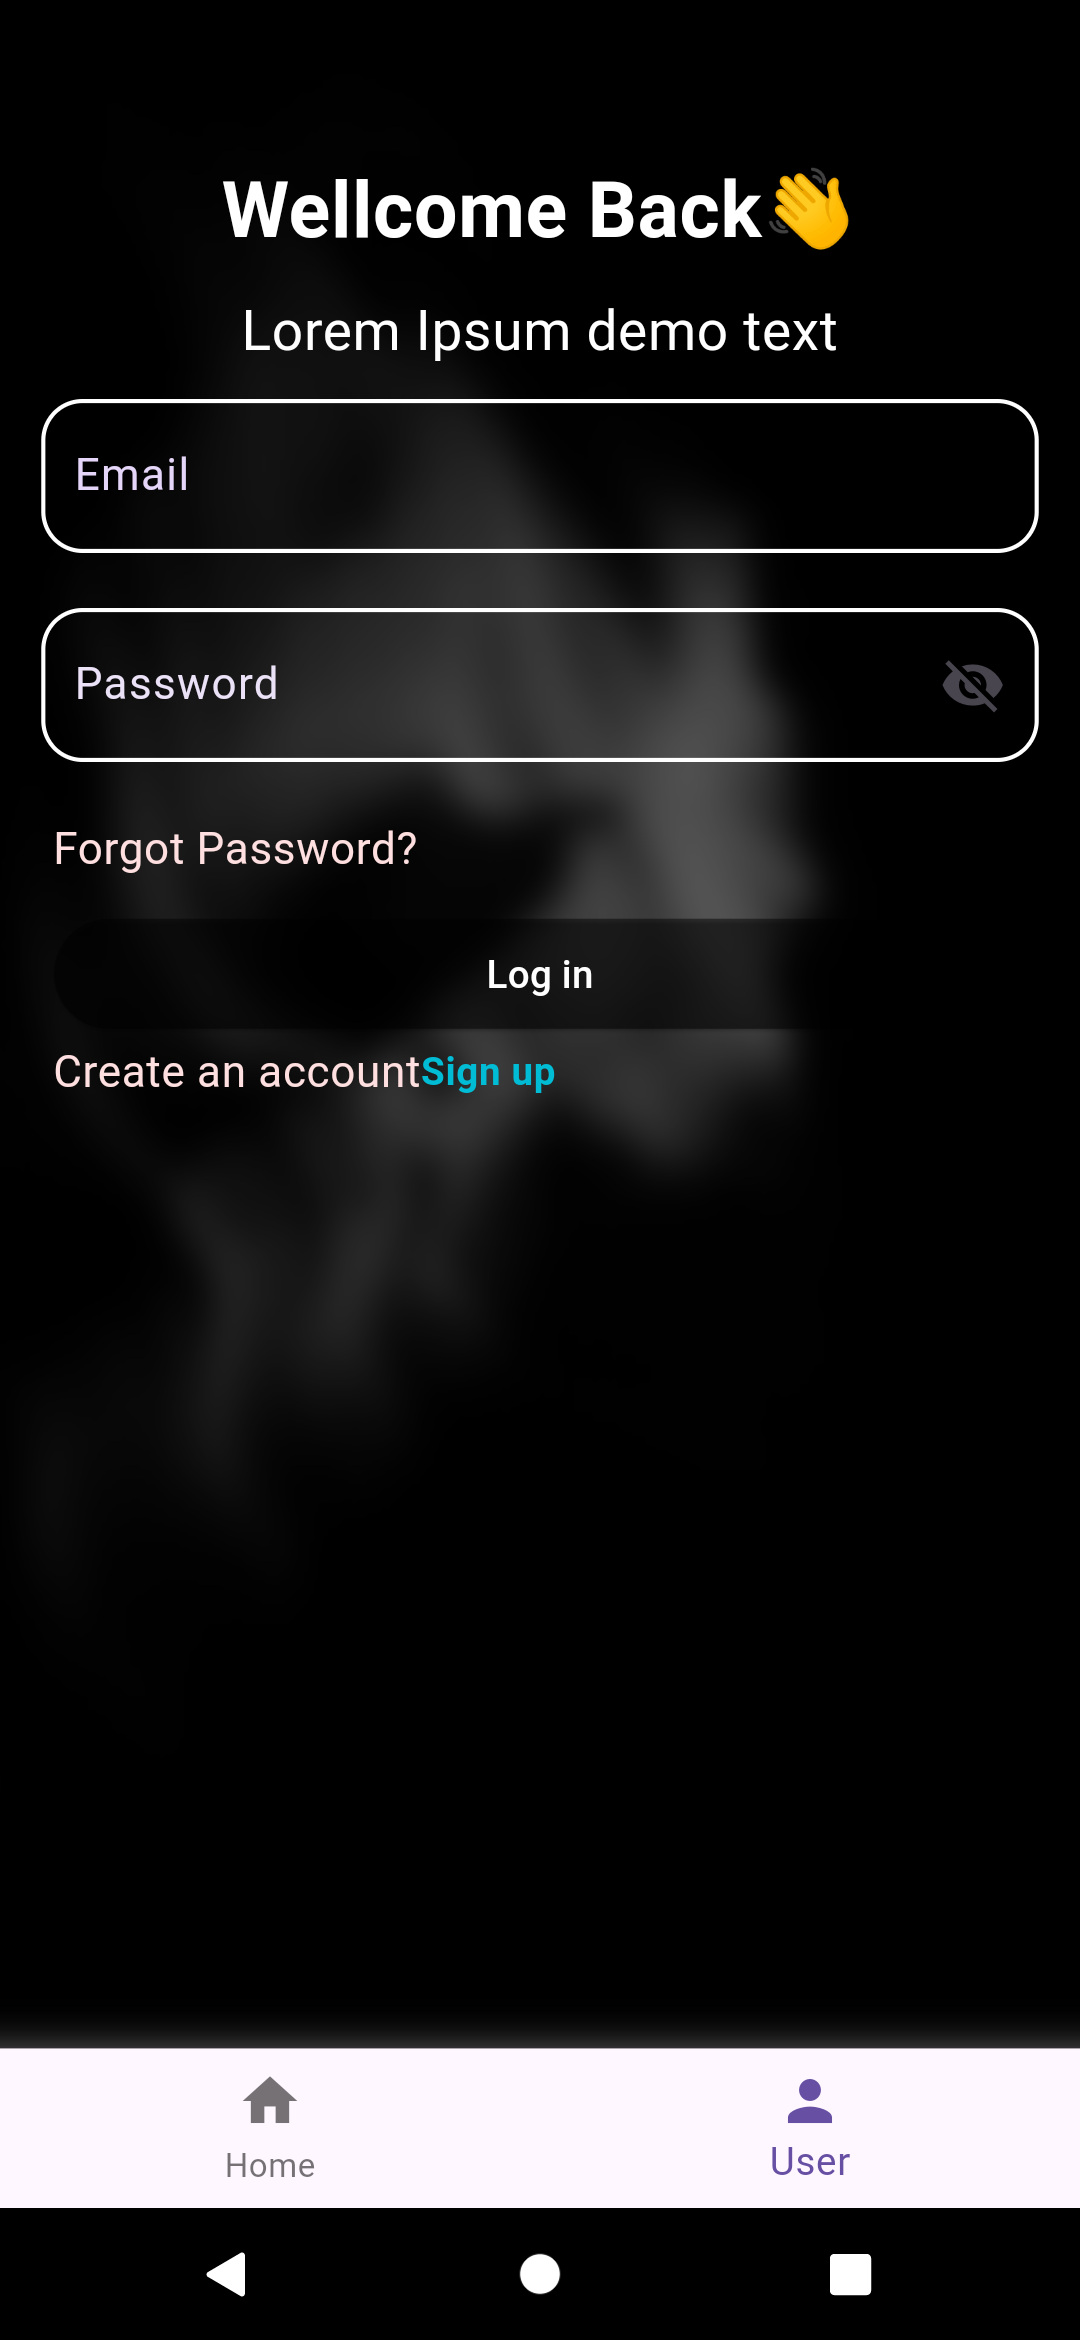 Wellcome Back👋
Lorem Ipsum demo text
Email
Password
Forgot Password?
Log in
Create an accountSign up
Home
User